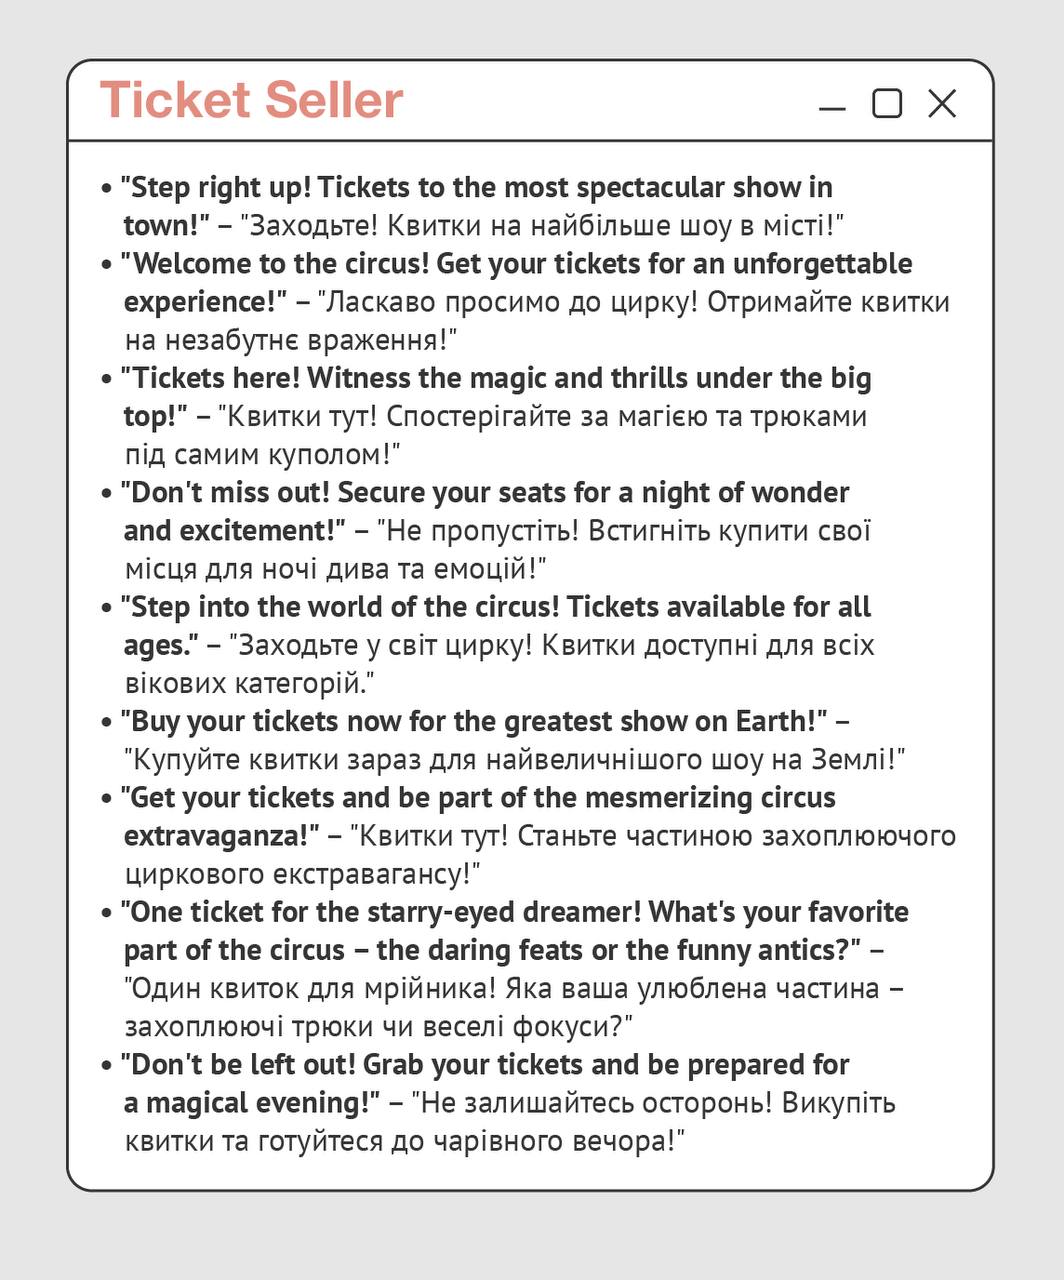 Ticket Seller
• "Step right up! Tickets to the most spectacular show in
town!" – "Заходьте! Квитки на найбільше шоу в місті!"
• "Welcome to the circus! Get your tickets for an unforgettable
experience!" – "Ласкаво просимо до цирку! Отримайте квитки
на незабутнє враження!"
• "Tickets here! Witness the magic and thrills under the big
top!" – "Квитки тут! Спостерігайте за магією та трюками
під самим куполом!"
• "Don't miss out! Secure your seats for a night of wonder
and excitement!" – "Не пропустіть! Встигніть купити свої
місця для ночі дива та емоцій!"
• "Step into the world of the circus! Tickets available for all
ages." – "Заходьте у світ цирку! Квитки доступні для всіх
вікових категорій."
• "Buy your tickets now for the greatest show on Earth!" –
"Купуйте квитки зараз для найвеличнішого шоу на Землі!"
• "Get your tickets and be part of the mesmerizing circus
extravaganza!" – "Квитки тут! Станьте частиною захоплюючого
циркового екстравагансу!"
• "One ticket for the starry-eyed dreamer! What's your favorite
part of the circus – the daring feats or the funny antics?" –
"Один квиток для мрійника! Яка ваша улюблена частина –
захоплюючі трюки чи веселі фокуси?"
• "Don't be left out! Grab your tickets and be prepared for
a magical evening!" – "Не залишайтесь осторонь! Викупіть
квитки та готуйтеся до чарівного вечора!"